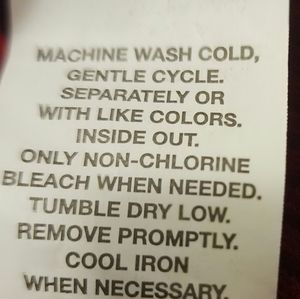 MACHINE WASH COLD,
GENTLE CYCLE.
SEPARATELY OR
WITH LIKE COLORS.
INSIDE OUT.
ONLY NON-CHLORINE
BLEACH WHEN NEEDED.
TUMBLE DRY LOW.
REMOVE PROMPTLY.
COOL IRON
WHEN NECESSARY.